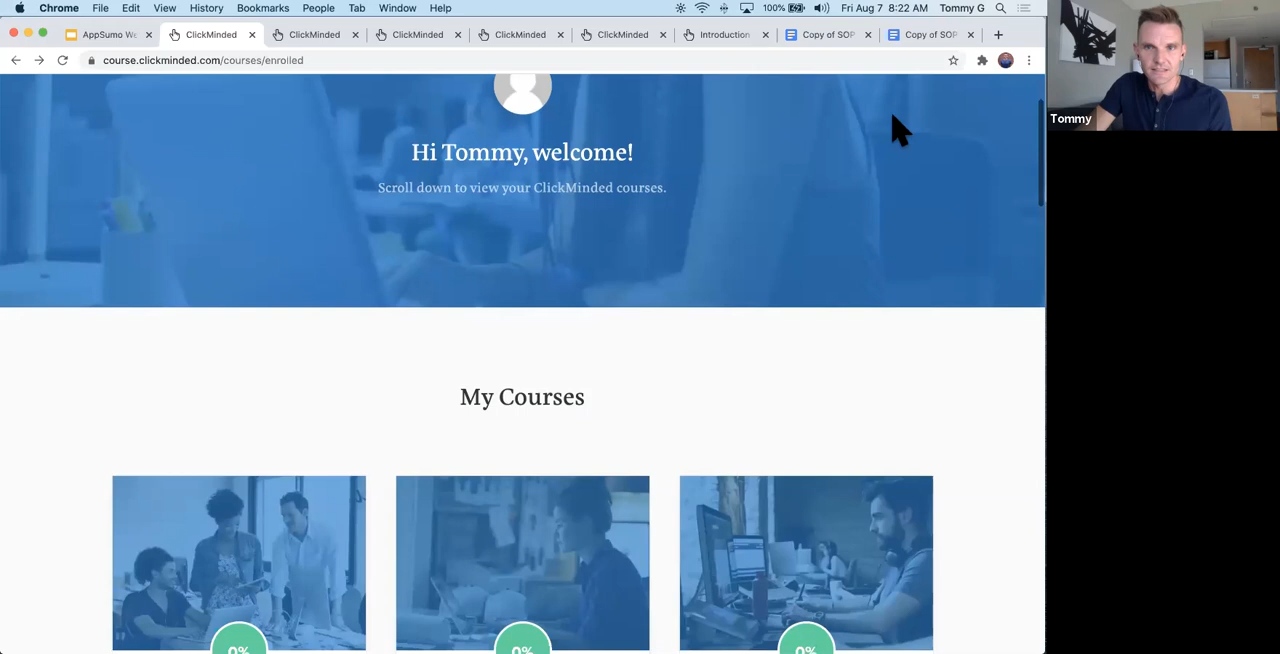 Chrome File Edit View History Bookmarks People Tab Window Help 100% Fri Aug 7 8:22 AM Tommy G
AppSumo We ClickMinded ClickMinded ClickMinded ClickMinded ClickMinded Introduction Copy of SOP Copy of SOP
course.clickminded.com/courses/enrolled
Tommy
Hi Tommy, welcome!
Scroll down to view your ClickMinded courses.
My Courses
0% 0% 0%